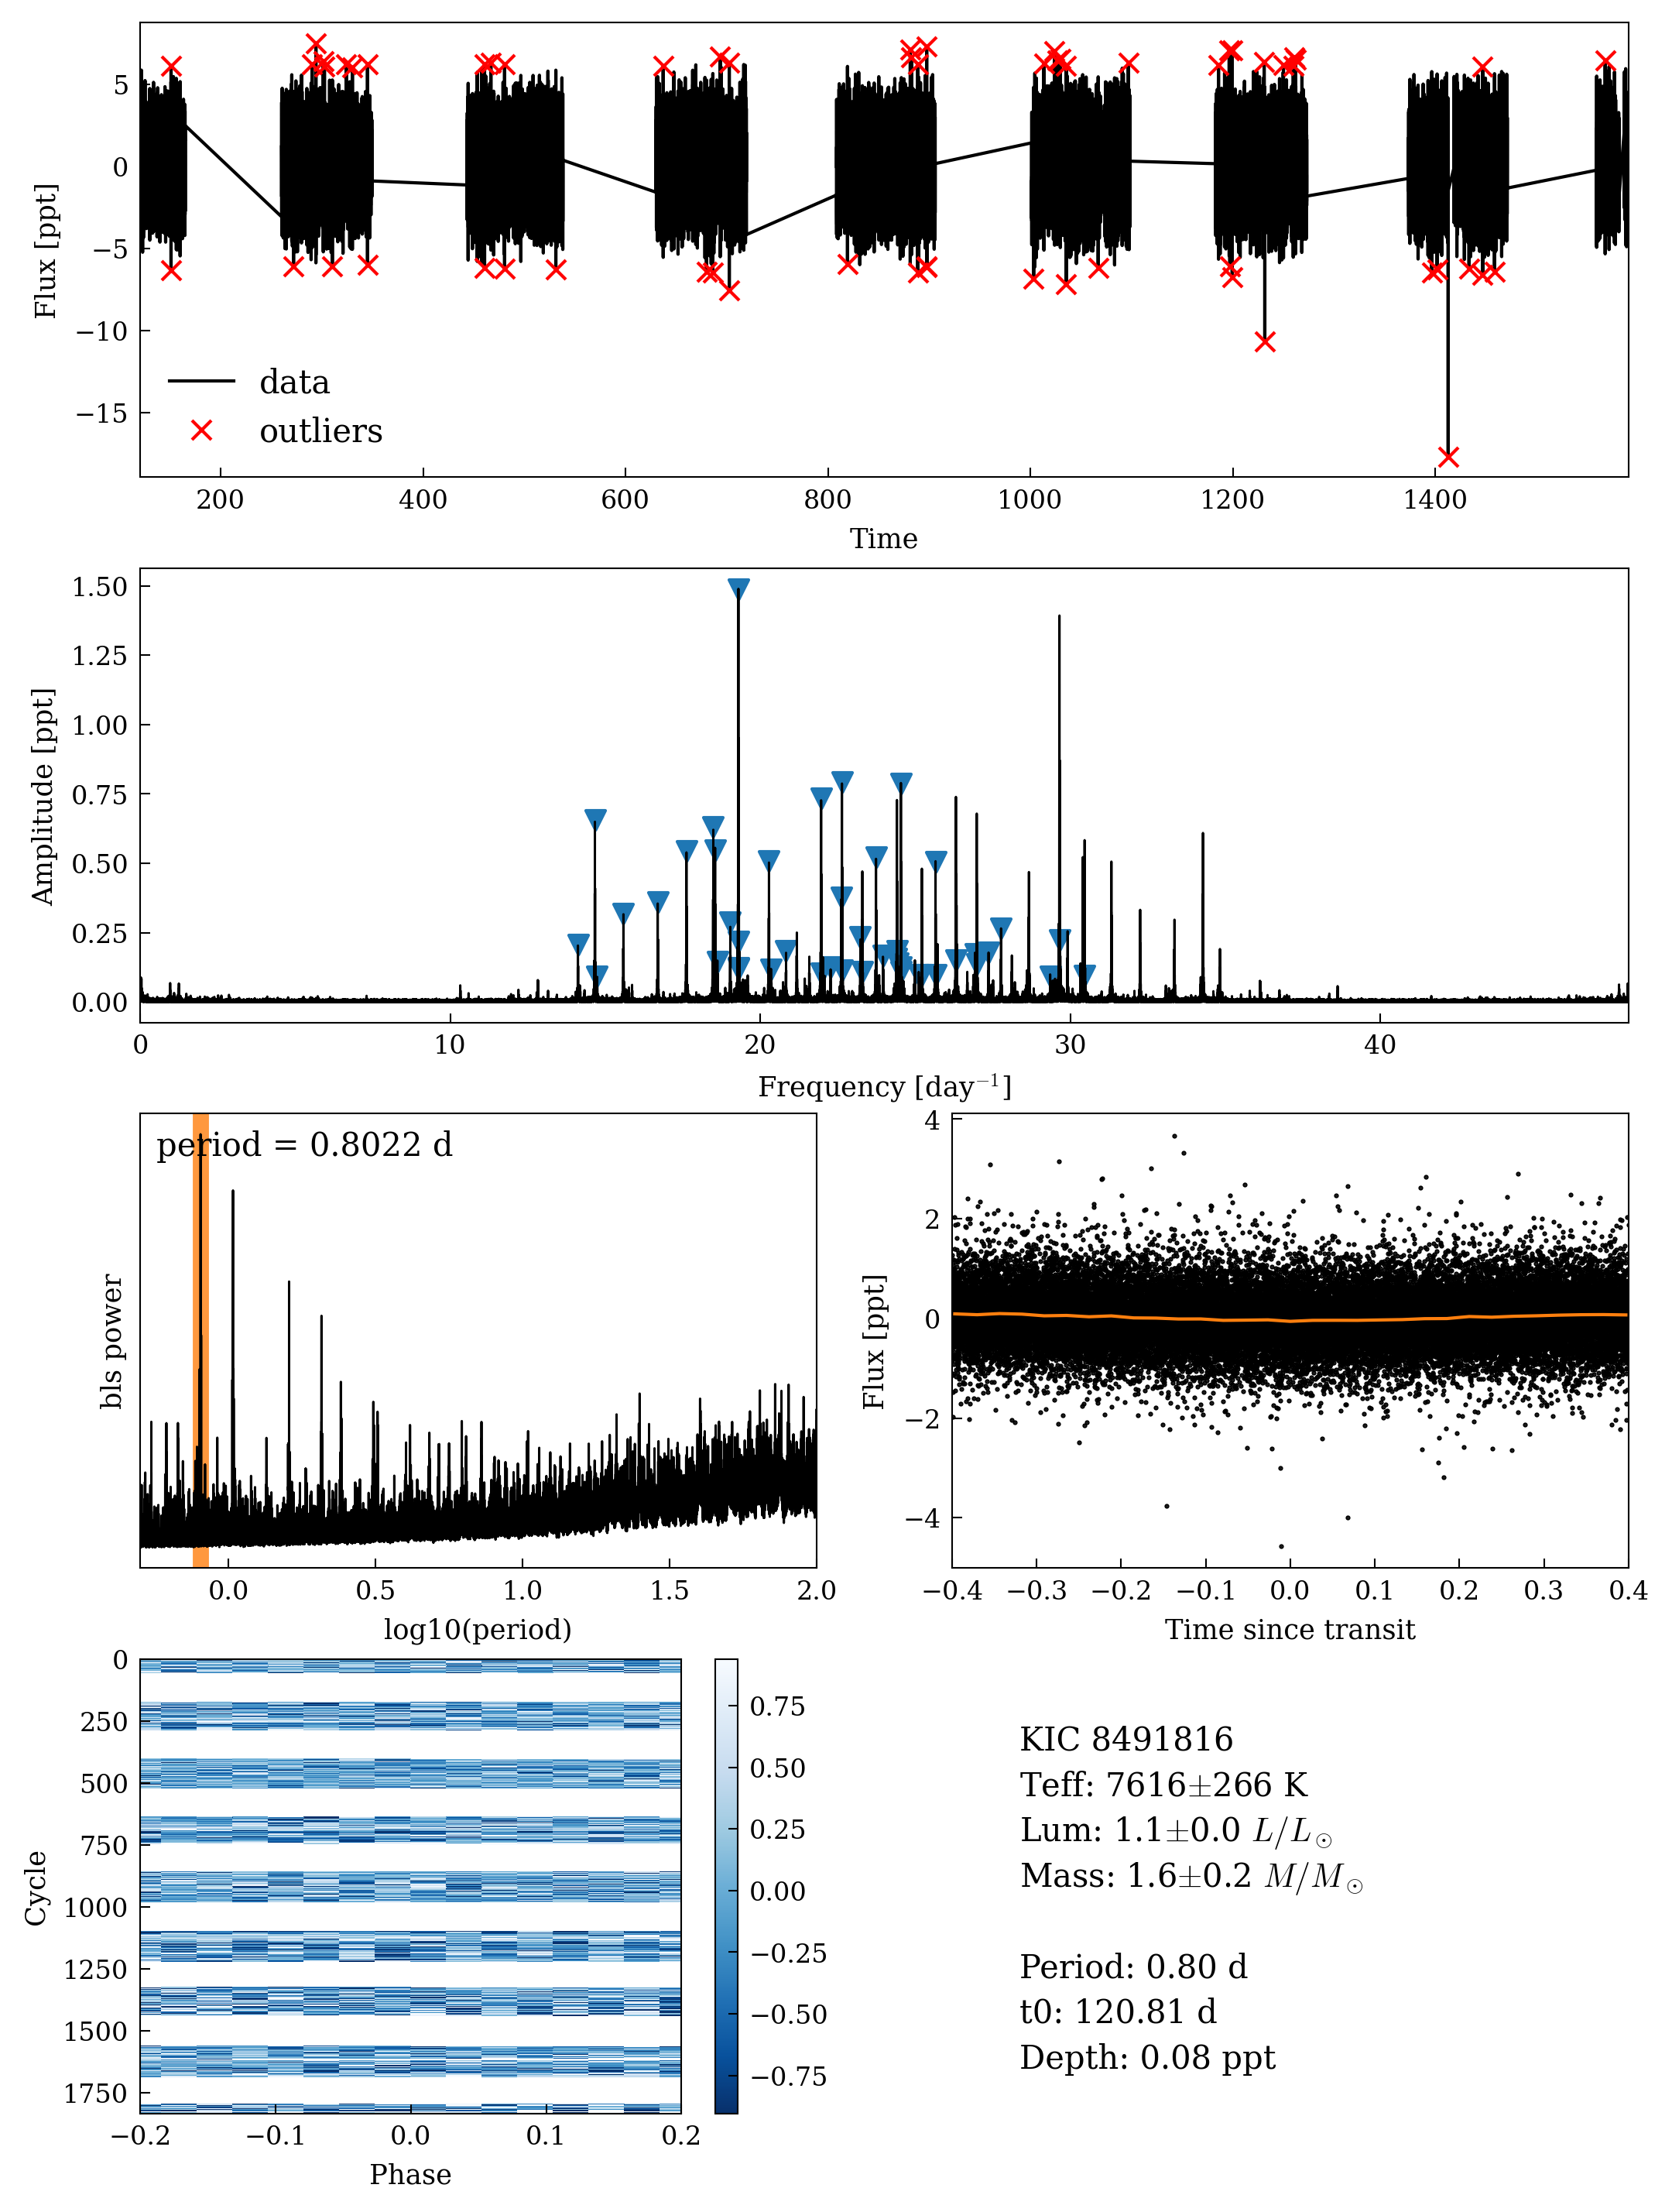 5
0
−5
−10
−15
Flux [ppt]
data
outliers
200 400 600 800 1000 1200 1400
Time
1.50
1.25
1.00
0.75
0.50
0.25
0.00
Amplitude [ppt]
0 10 20 30 40
Frequency [day⁻¹]
period = 0.8022 d
bls power
0.0 0.5 1.0 1.5 2.0
log10(period)
4
2
0
−2
−4
Flux [ppt]
−0.4 −0.3 −0.2 −0.1 0.0 0.1 0.2 0.3 0.4
Time since transit
0
250
500
750
1000
1250
1500
1750
Cycle
−0.2 −0.1 0.0 0.1 0.2
Phase
0.75
0.50
0.25
0.00
−0.25
−0.50
−0.75
KIC 8491816
Teff: 7616±266 K
Lum: 1.1±0.0 L/L⊙
Mass: 1.6±0.2 M/M⊙
Period: 0.80 d
t0: 120.81 d
Depth: 0.08 ppt